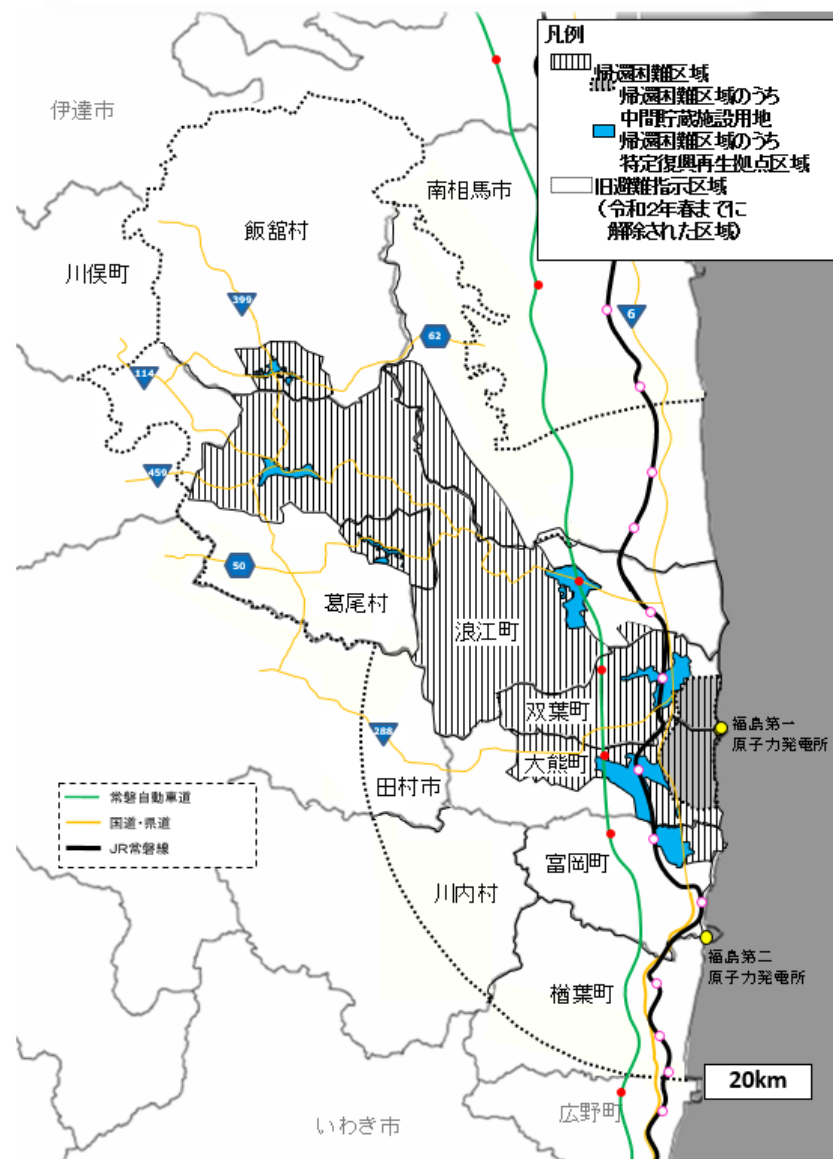 凡例
帰還困難区域
帰還困難区域のうち
中間貯蔵施設用地
帰還困難区域のうち
特定復興再生拠点区域
旧避難指示区域
(令和2年春までに
解除された区域)
伊達市
南相馬市
飯舘村
川俣町
399
6
62
114
459
50
葛尾村
浪江町
双葉町
福島第一
原子力発電所
288
大熊町
田村市
常磐自動車道
国道・県道
JR常磐線
富岡町
川内村
福島第二
原子力発電所
楢葉町
20km
広野町
いわき市